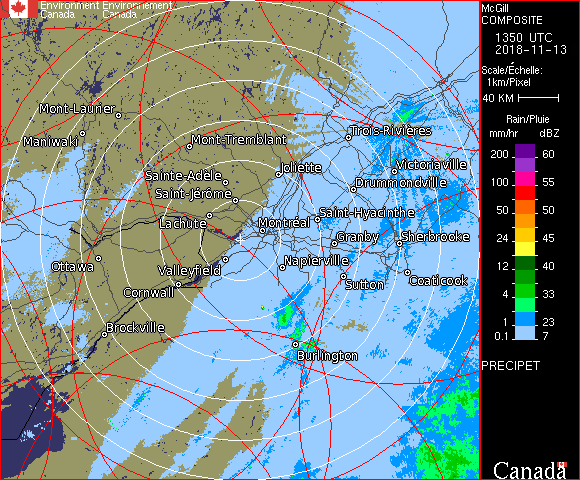 Environment Environnement
Canada Canada
McGill
COMPOSITE
1350 UTC
2018-11-13
Scale/Échelle:
1km/Pixel
40 KM
Rain/Pluie
mm/hr dBZ
200 60
100 55
50 50
24 45
12 40
4 33
1 23
0.1 7
PRECIPET
Canada
Mont-Laurier
Maniwaki
Trois-Rivières
Mont-Tremblant
Joliette
Victoriaville
Sainte-Adèle
Drummondville
Saint-Jérôme
Saint-Hyacinthe
Lachute
Montréal
Granby
Sherbrooke
Ottawa
Valleyfield
Napierville
Cornwall
Sutton
Coaticook
Brockville
Burlington